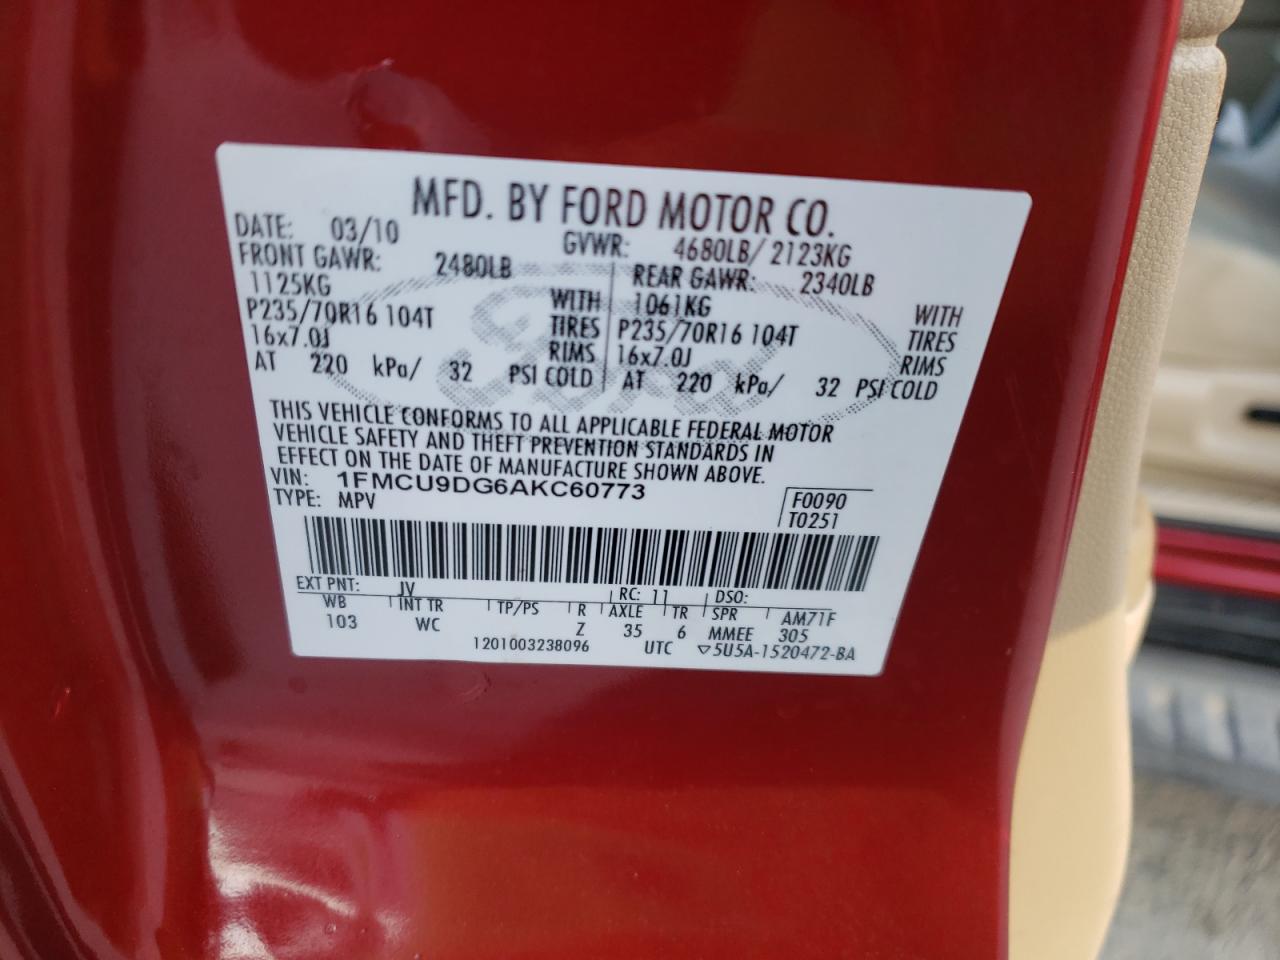 MFD. BY FORD MOTOR CO.
DATE: 03/10 GVWR: 4680LB/ 2123KG
FRONT GAWR: 2480LB REAR GAWR: 2340LB
1125KG WITH 1061KG WITH
P235/70R16 104T TIRES P235/70R16 104T TIRES
16x7.0J RIMS 16x7.0J RIMS
AT 220 kPa/ 32 PSI COLD AT 220 kPa/ 32 PSI COLD
Ford
THIS VEHICLE CONFORMS TO ALL APPLICABLE FEDERAL MOTOR
VEHICLE SAFETY AND THEFT PREVENTION STANDARDS IN
EFFECT ON THE DATE OF MANUFACTURE SHOWN ABOVE.
VIN: 1FMCU9DG6AKC60773
TYPE: MPV F0090
T0251
EXT PNT: JV RC: 11 DSO:
WB INT TR TP/PS R AXLE TR SPR AM71F
103 WC Z 35 6 MMEE 305
1201003238096 UTC ▽5U5A-1520472-BA